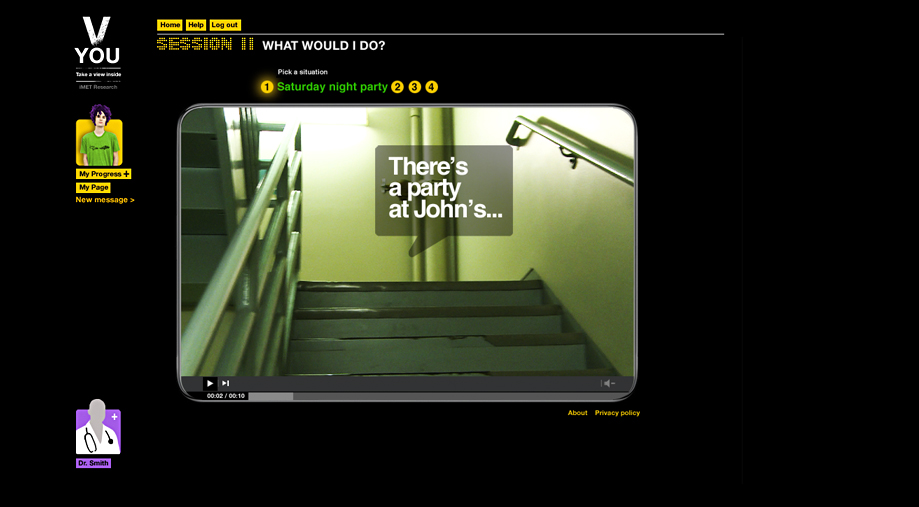 V
YOU
Take a view inside
iMET Research
Home Help Log out
SESSION II WHAT WOULD I DO?
Pick a situation
1 Saturday night party 2 3 4
There's
a party
at John's...
My Progress +
My Page
New message >
00:02 / 00:10
About Privacy policy
+
Dr. Smith